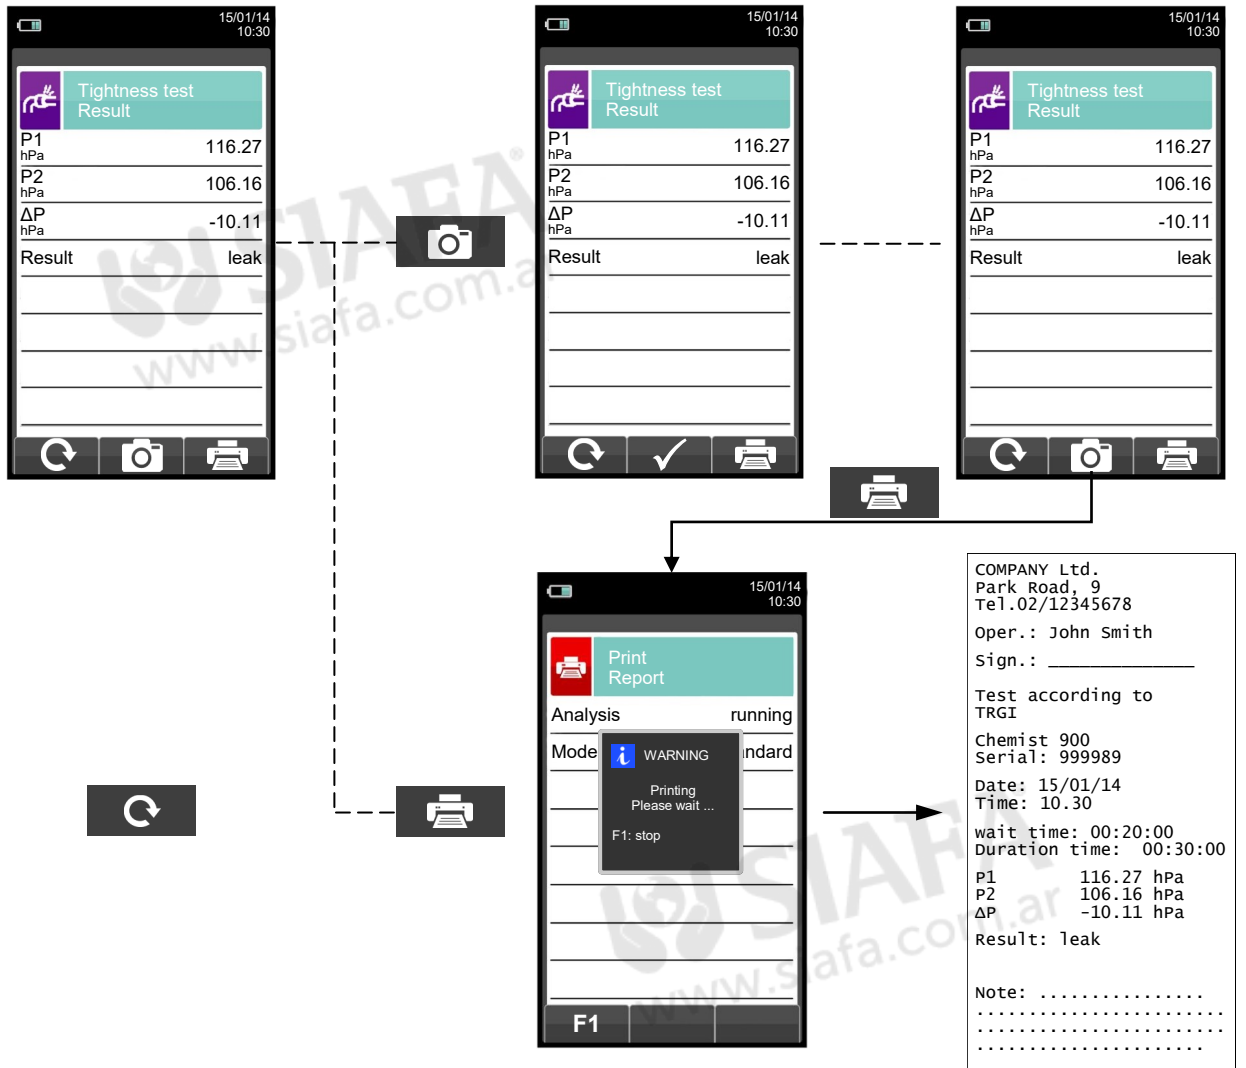 15/01/14
10:30
Tightness test
Result
P1
hPa
116.27
P2
hPa
106.16
ΔP
hPa
-10.11
Result leak
15/01/14
10:30
Tightness test
Result
P1
hPa
116.27
P2
hPa
106.16
ΔP
hPa
-10.11
Result leak
15/01/14
10:30
Tightness test
Result
P1
hPa
116.27
P2
hPa
106.16
ΔP
hPa
-10.11
Result leak
SIAFA®
www.siafa.com.ar
15/01/14
10:30
Print
Report
Analysis running
Mode ndard
WARNING
Printing
Please wait ...
F1: stop
F1
COMPANY Ltd.
Park Road, 9
Tel.02/12345678
Oper.: John Smith
Sign.: ______________
Test according to
TRGI
Chemist 900
Serial: 999989
Date: 15/01/14
Time: 10.30
wait time: 00:20:00
Duration time: 00:30:00
P1 116.27 hPa
P2 106.16 hPa
ΔP -10.11 hPa
Result: leak
Note: ................
........................
........................
......................
SIAFA
www.siafa.com.ar